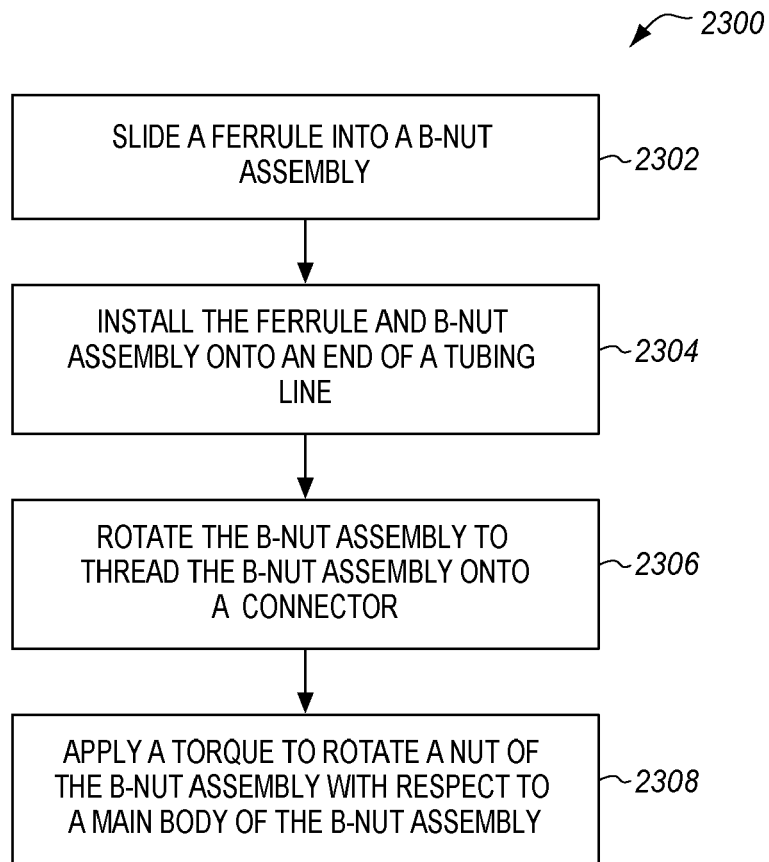 2300
SLIDE A FERRULE INTO A B-NUT
ASSEMBLY
2302
INSTALL THE FERRULE AND B-NUT
ASSEMBLY ONTO AN END OF A TUBING
LINE
2304
ROTATE THE B-NUT ASSEMBLY TO
THREAD THE B-NUT ASSEMBLY ONTO
A CONNECTOR
2306
APPLY A TORQUE TO ROTATE A NUT OF
THE B-NUT ASSEMBLY WITH RESPECT TO
A MAIN BODY OF THE B-NUT ASSEMBLY
2308